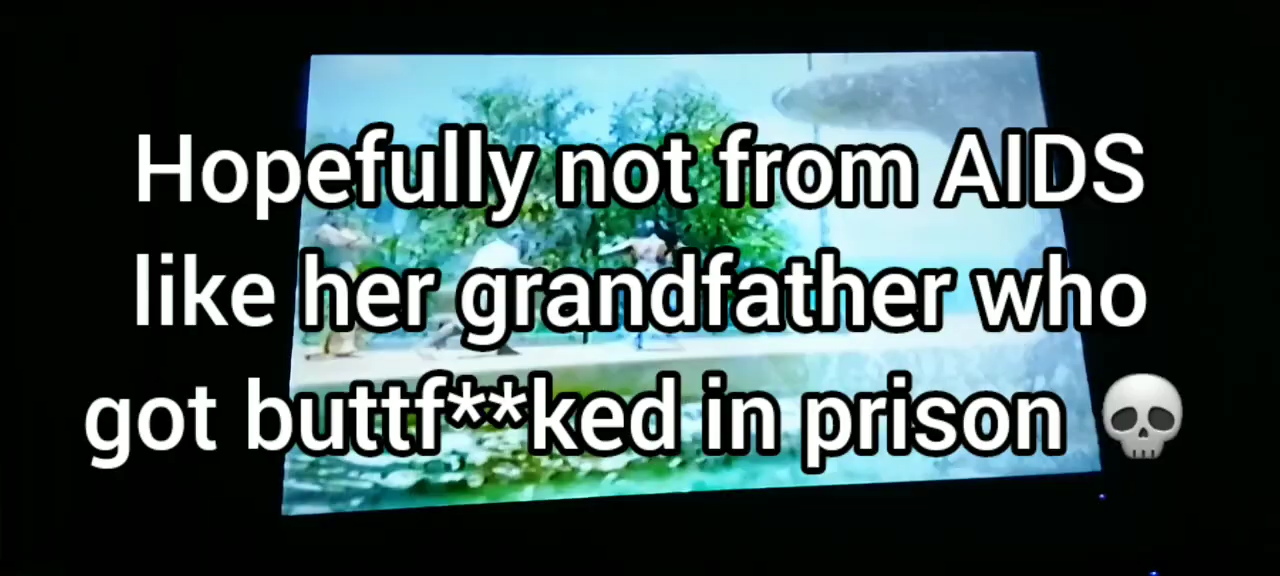 Hopefully not from AIDS
like her grandfather who
got buttf**ked in prison 💀